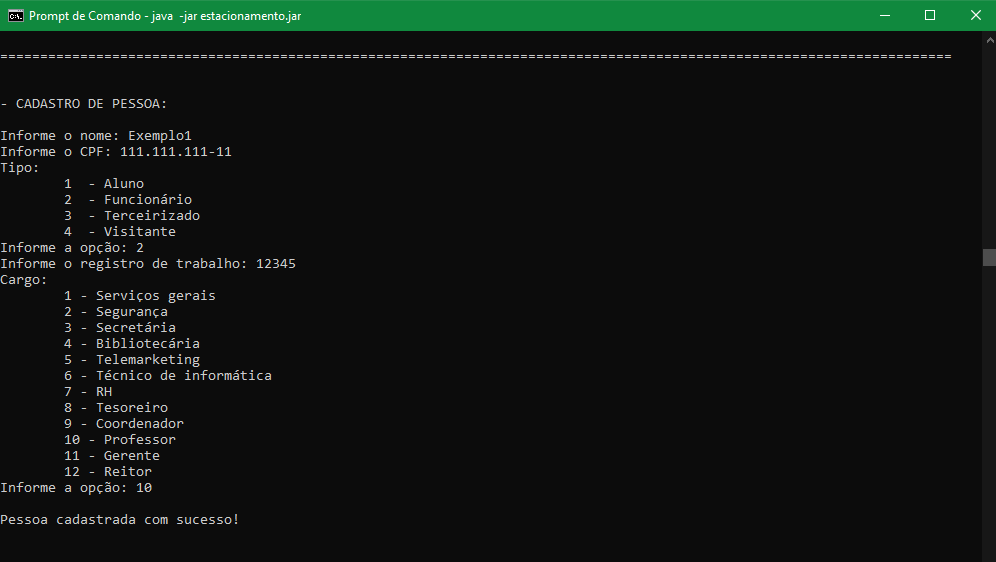 Prompt de Comando - java  -jar estacionamento.jar
=======================================================================================================================
- CADASTRO DE PESSOA:
Informe o nome: Exemplo1
Informe o CPF: 111.111.111-11
Tipo:
1  - Aluno
2  - Funcionário
3  - Terceirizado
4  - Visitante
Informe a opção: 2
Informe o registro de trabalho: 12345
Cargo:
1 - Serviços gerais
2 - Segurança
3 - Secretária
4 - Bibliotecária
5 - Telemarketing
6 - Técnico de informática
7 - RH
8 - Tesoreiro
9 - Coordenador
10 - Professor
11 - Gerente
12 - Reitor
Informe a opção: 10
Pessoa cadastrada com sucesso!